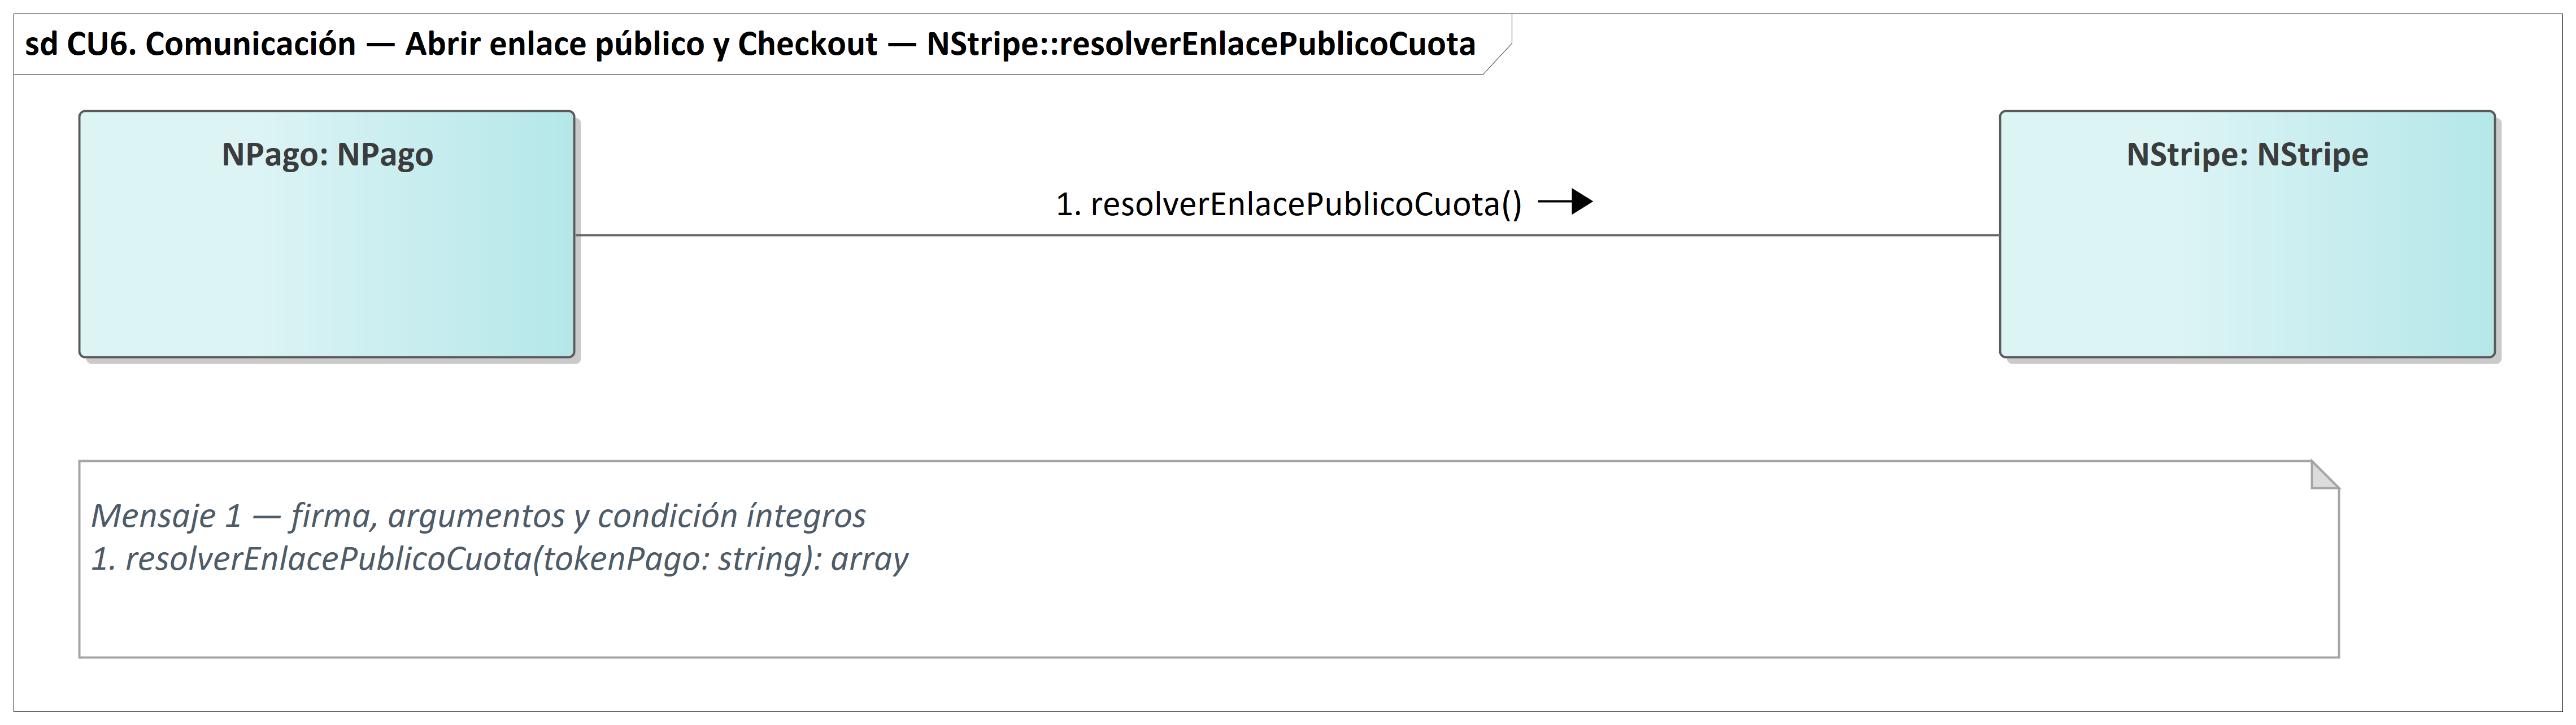 sd CU6. Comunicación — Abrir enlace público y Checkout — NStripe::resolverEnlacePublicoCuota
NPago: NPago
NStripe: NStripe
1. resolverEnlacePublicoCuota()
Mensaje 1 — firma, argumentos y condición íntegros
1. resolverEnlacePublicoCuota(tokenPago: string): array